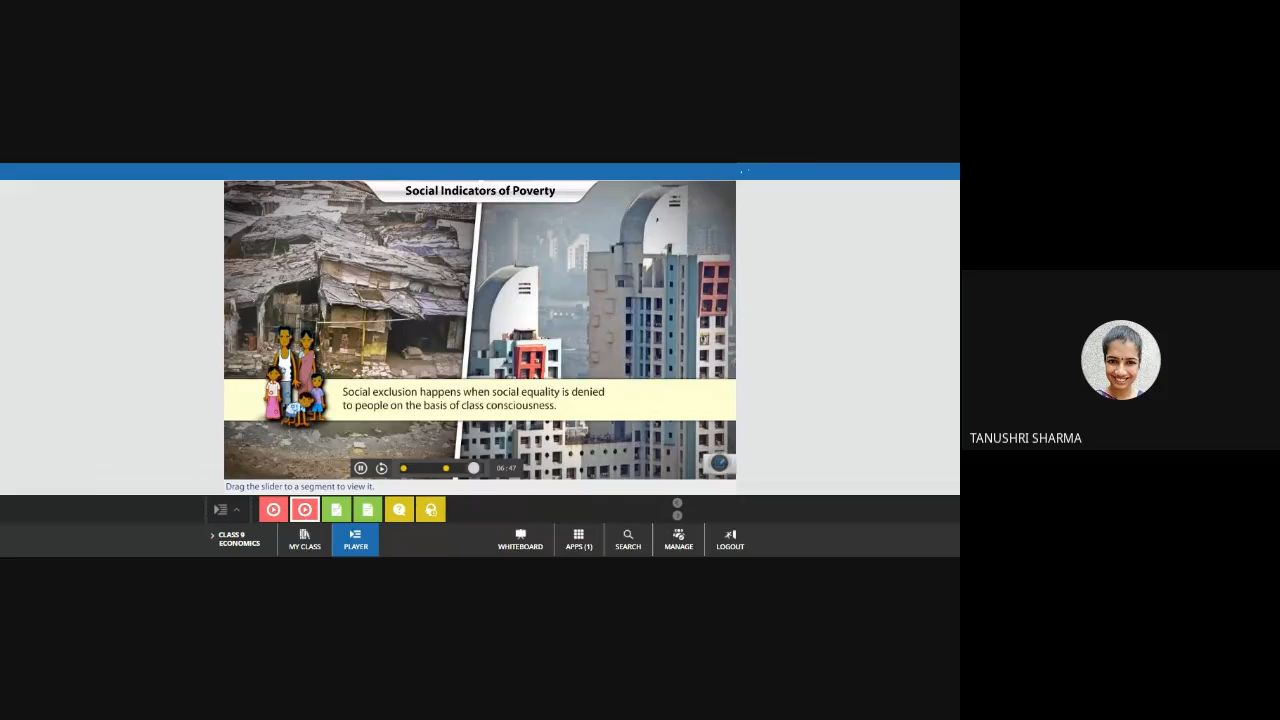 Social Indicators of Poverty
Social exclusion happens when social equality is denied
to people on the basis of class consciousness.
06:47
Drag the slider to a segment to view it.
CLASS 9
ECONOMICS
MY CLASS
PLAYER
WHITEBOARD
APPS (1)
SEARCH
MANAGE
LOGOUT
TANUSHRI SHARMA